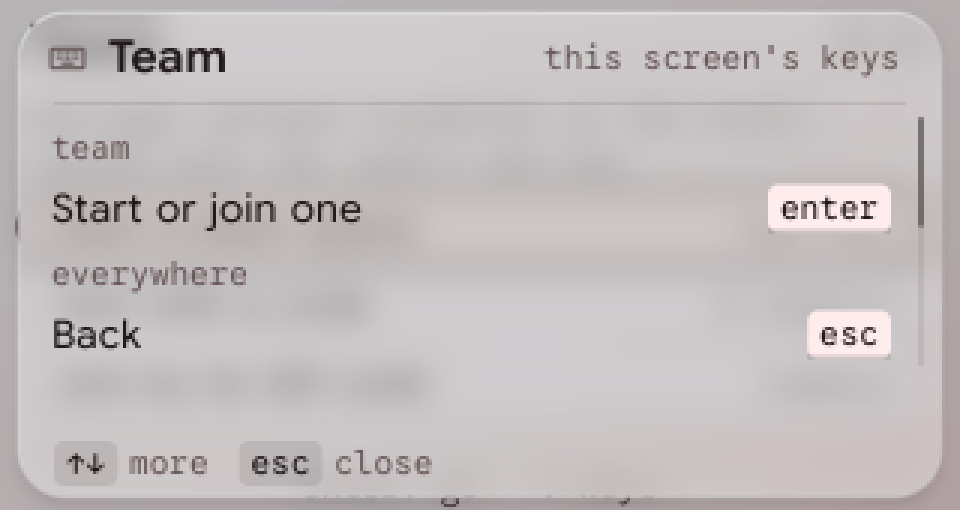 Team this screen's keys
team
Start or join one enter
everywhere
Back esc
↑↓ more esc close